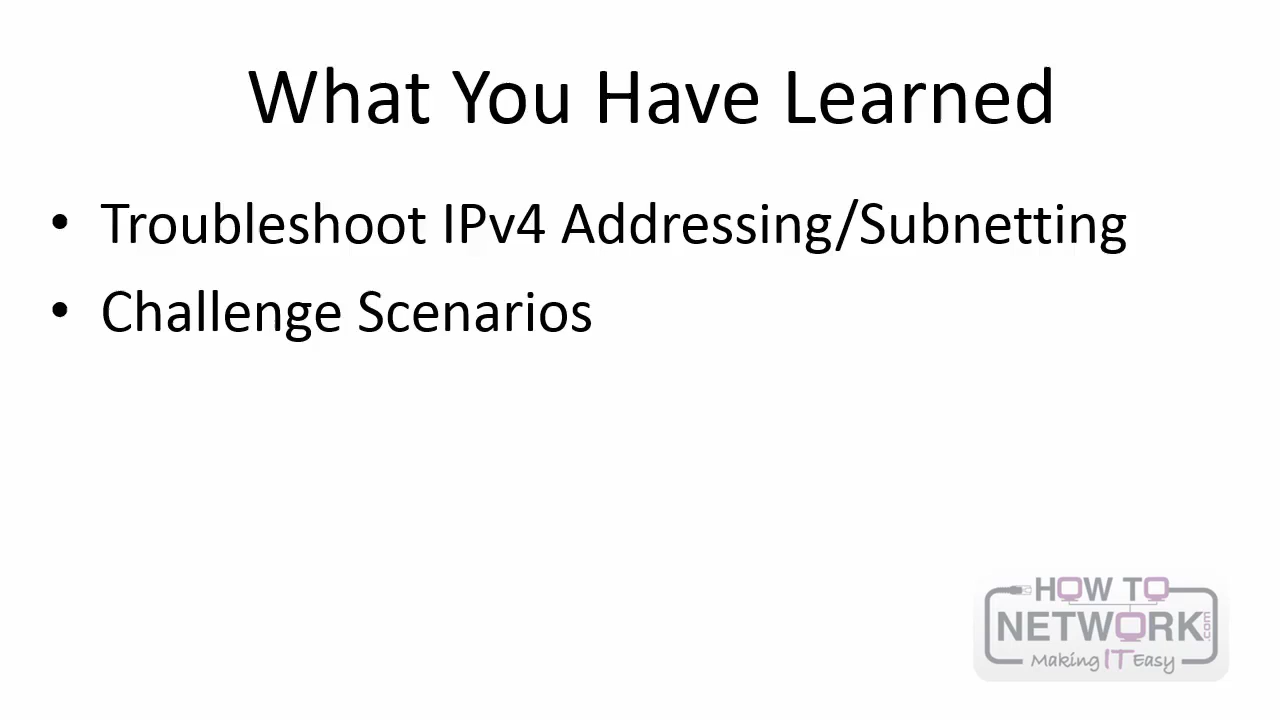 What You Have Learned
• Troubleshoot IPv4 Addressing/Subnetting
• Challenge Scenarios
HOW TO
NETWORK.com
Making IT Easy